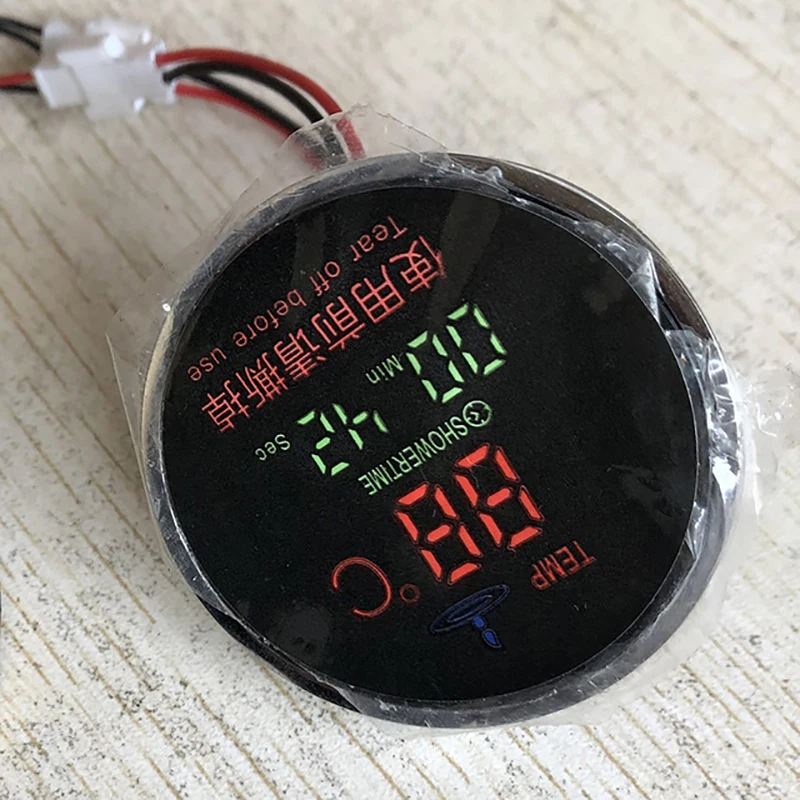 TEMP
88 °C
SHOWERTIME
00 Min 42 Sec
使用前请撕掉
Tear off before use